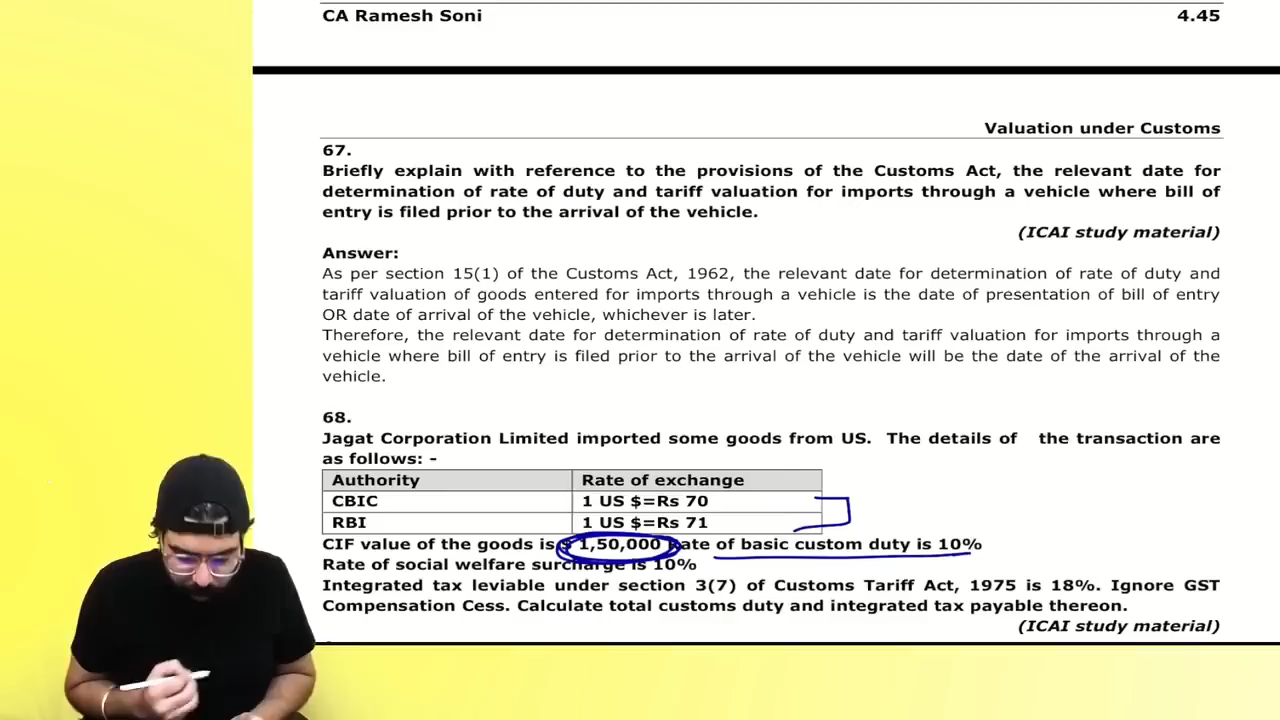 CA Ramesh Soni 4.45
Valuation under Customs
67.
Briefly explain with reference to the provisions of the Customs Act, the relevant date for
determination of rate of duty and tariff valuation for imports through a vehicle where bill of
entry is filed prior to the arrival of the vehicle.
(ICAI study material)
Answer:
As per section 15(1) of the Customs Act, 1962, the relevant date for determination of rate of duty and
tariff valuation of goods entered for imports through a vehicle is the date of presentation of bill of entry
OR date of arrival of the vehicle, whichever is later.
Therefore, the relevant date for determination of rate of duty and tariff valuation for imports through a
vehicle where bill of entry is filed prior to the arrival of the vehicle will be the date of the arrival of the
vehicle.
68.
Jagat Corporation Limited imported some goods from US. The details of the transaction are
as follows: -
Authority Rate of exchange
CBIC 1 US $=Rs 70
RBI 1 US $=Rs 71
CIF value of the goods is $ 1,50,000 Rate of basic custom duty is 10%
Rate of social welfare surcharge is 10%
Integrated tax leviable under section 3(7) of Customs Tariff Act, 1975 is 18%. Ignore GST
Compensation Cess. Calculate total customs duty and integrated tax payable thereon.
(ICAI study material)